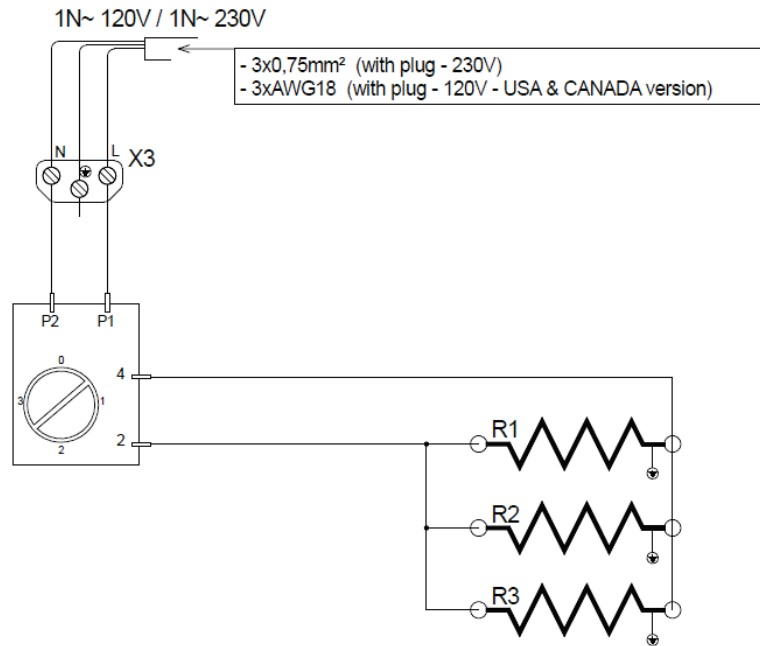 1N~ 120V / 1N~ 230V
- 3x0,75mm² (with plug - 230V)
- 3xAWG18 (with plug - 120V - USA & CANADA version)
N L X3
P2 P1
4
0
3 1
2
2
R1
R2
R3